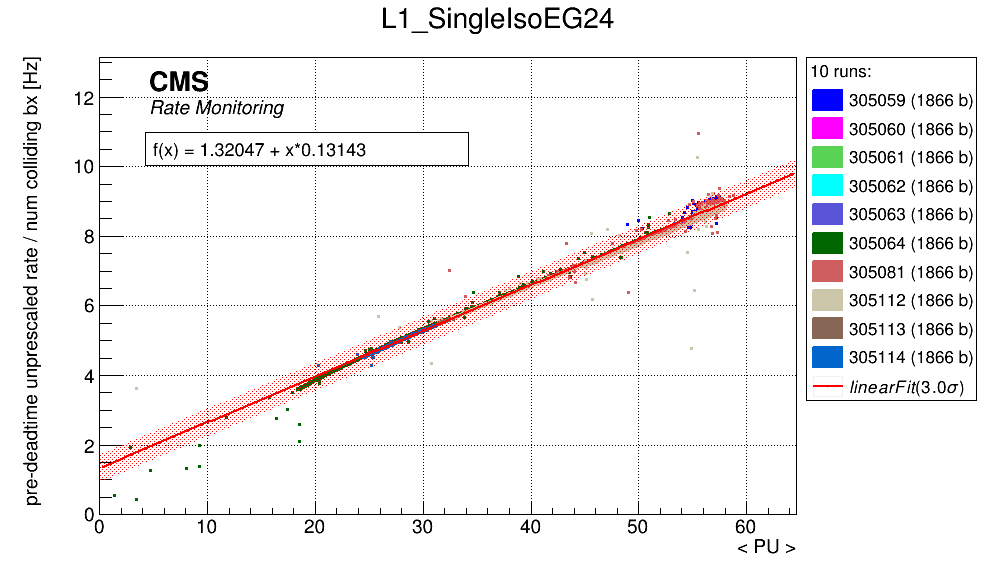 L1_SingleIsoEG24
pre-deadtime unprescaled rate / num colliding bx [Hz]
CMS
Rate Monitoring
f(x) = 1.32047 + x*0.13143
12
10
8
6
4
2
0
0 10 20 30 40 50 60
< PU >
10 runs:
305059 (1866 b)
305060 (1866 b)
305061 (1866 b)
305062 (1866 b)
305063 (1866 b)
305064 (1866 b)
305081 (1866 b)
305112 (1866 b)
305113 (1866 b)
305114 (1866 b)
linearFit(3.0σ)